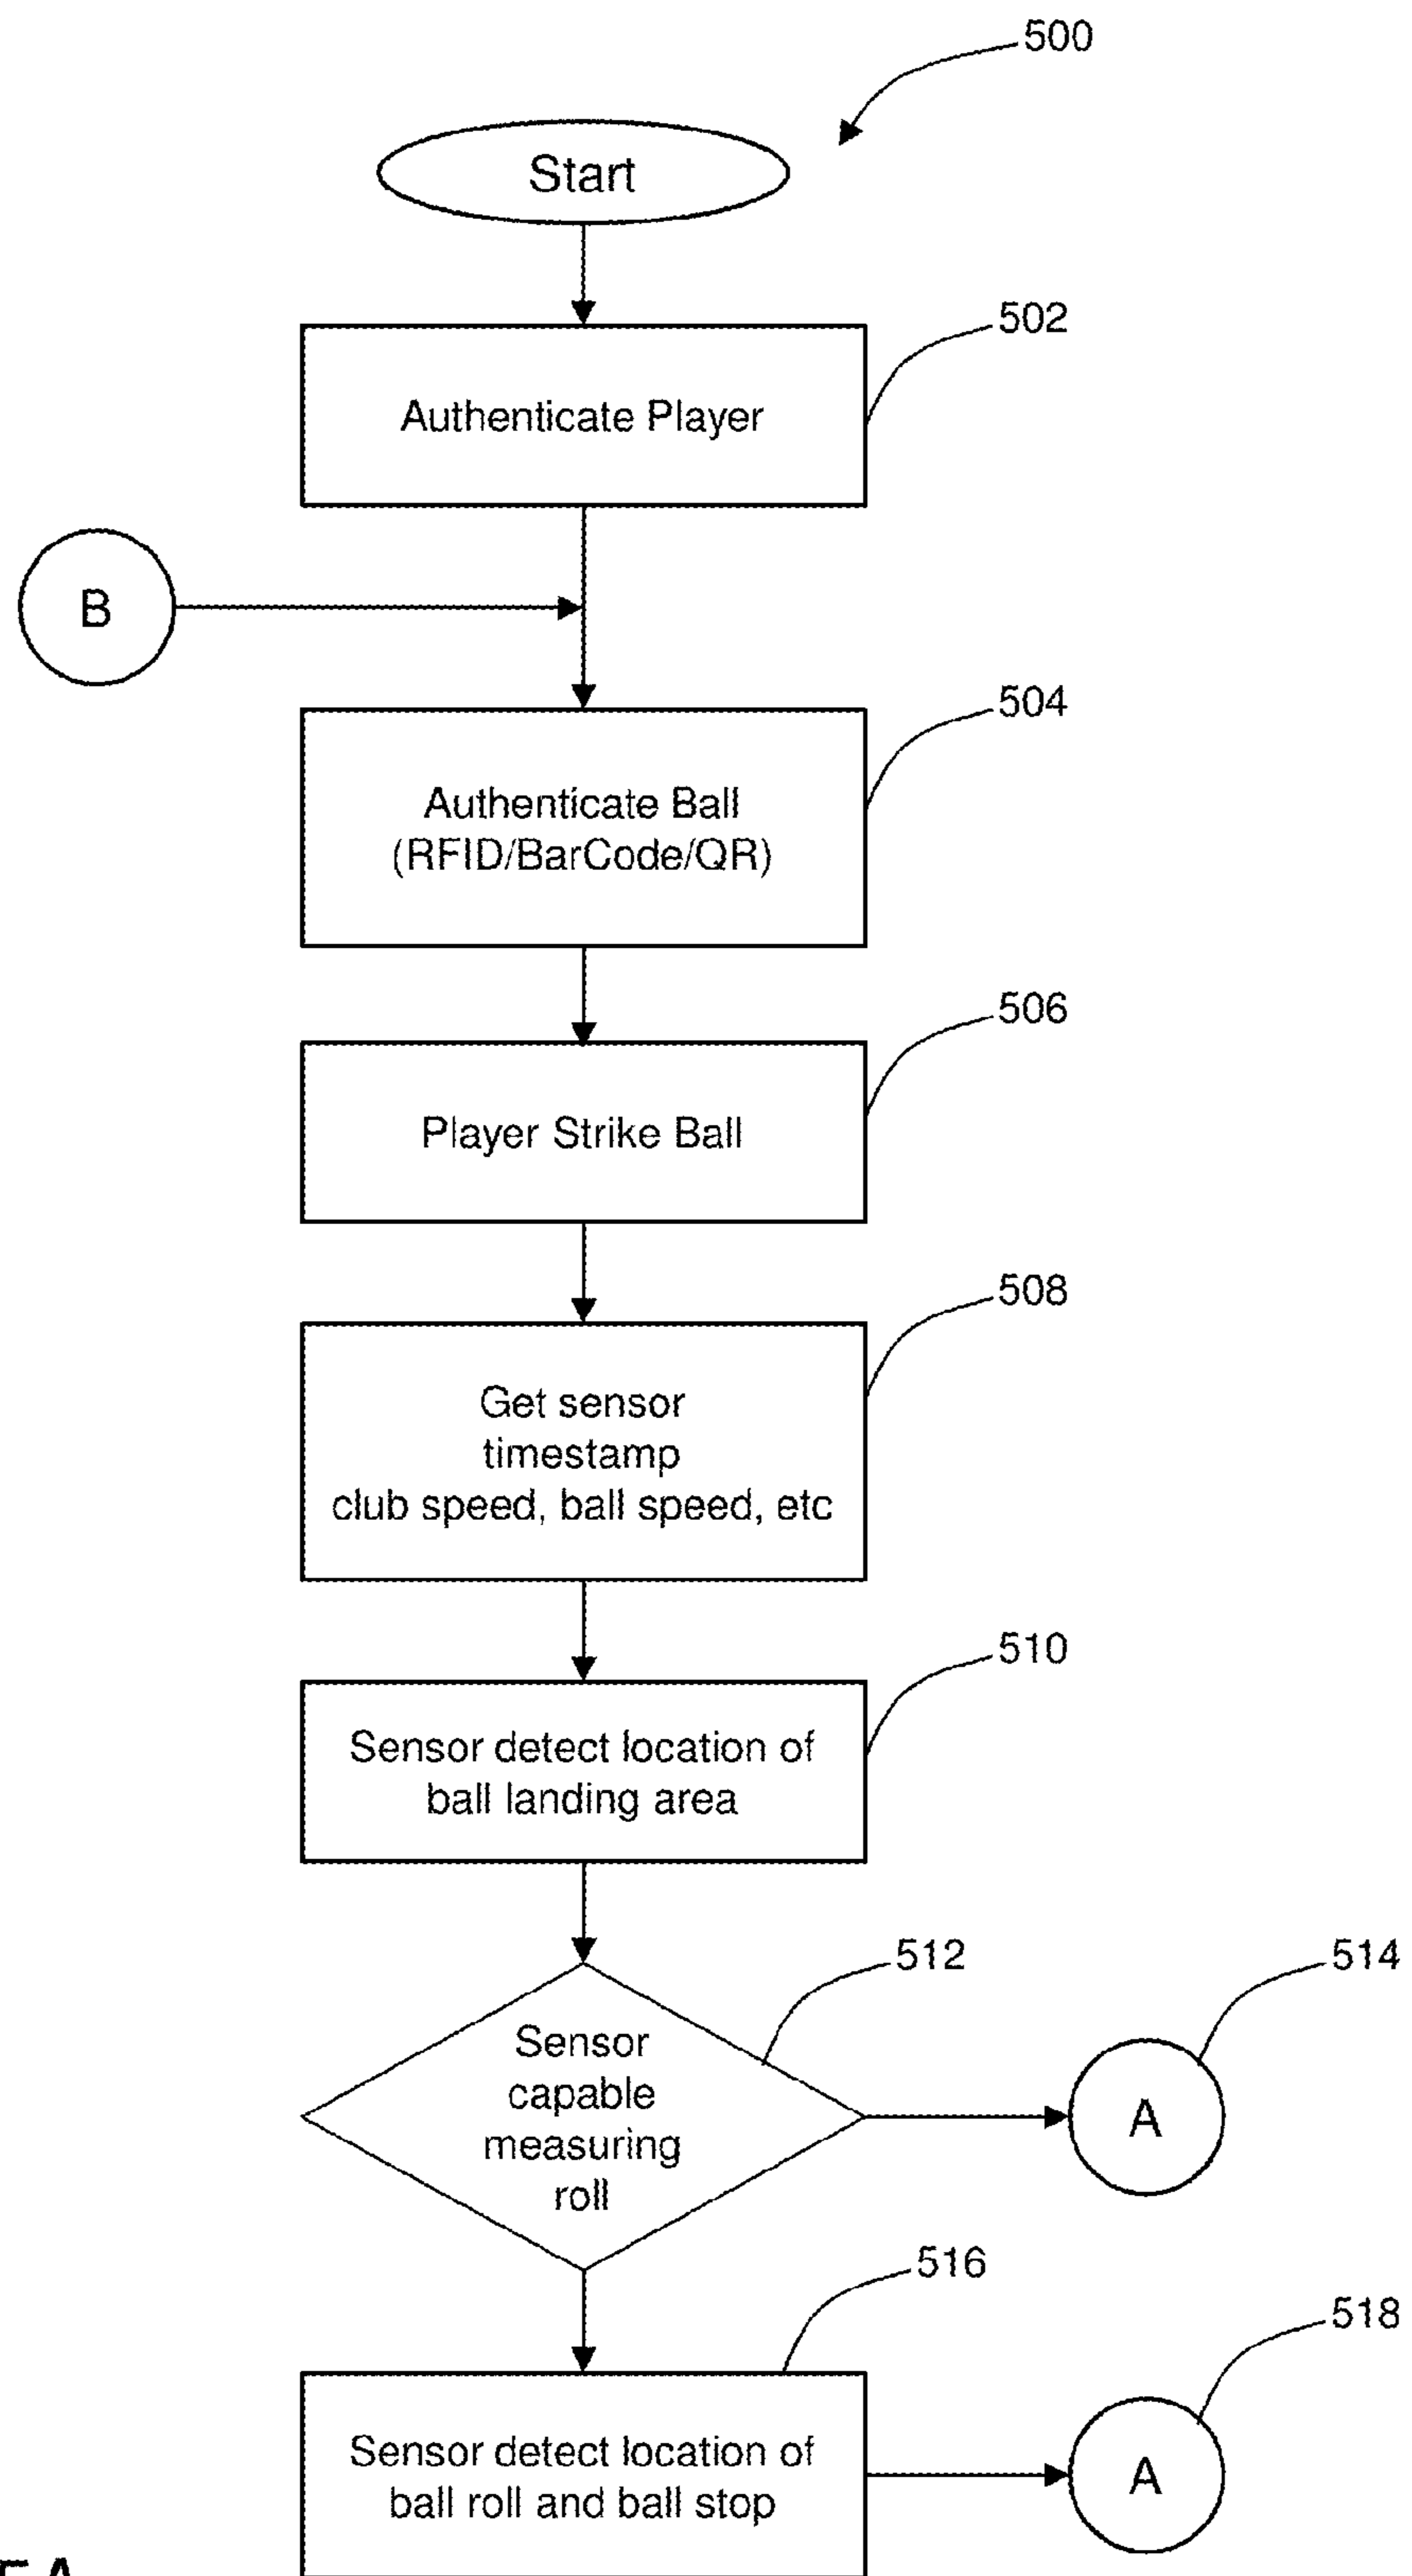 500
Start
502
Authenticate Player
B
504
Authenticate Ball
(RFID/BarCode/QR)
506
Player Strike Ball
508
Get sensor
timestamp
club speed, ball speed, etc
510
Sensor detect location of
ball landing area
512
514
Sensor
capable
measuring
roll
A
516
518
Sensor detect location of
ball roll and ball stop
A